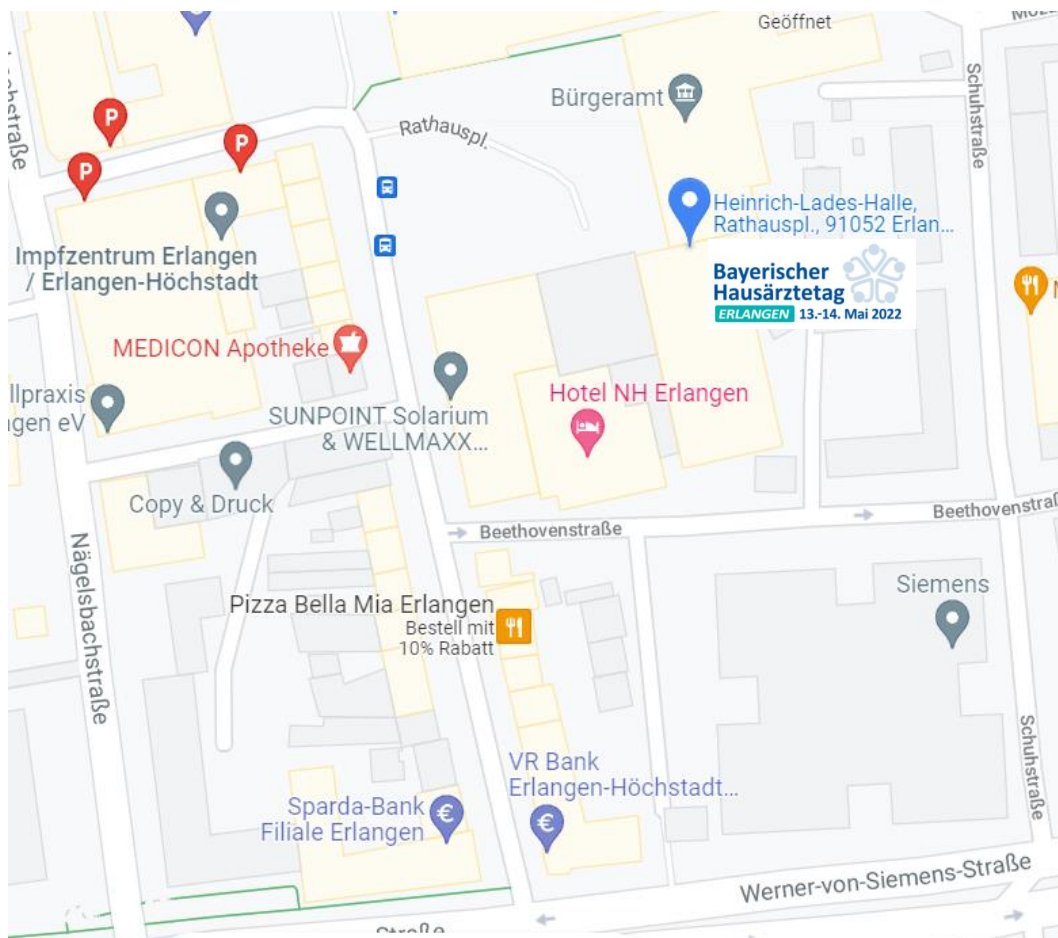 Geöffnet
Bürgeramt
Schuhstraße
Rathauspl.
P
P
P
Heinrich-Lades-Halle,
Rathauspl., 91052 Erlan...
Impfzentrum Erlangen
/ Erlangen-Höchstadt
Bayerischer
Hausärztetag
ERLANGEN 13.-14. Mai 2022
MEDICON Apotheke
llpraxis
gen eV
SUNPOINT Solarium
& WELLMAXX...
Hotel NH Erlangen
Copy & Druck
Beethovenstraße
Beethovenstraß
Nägelsbachstraße
Siemens
Pizza Bella Mia Erlangen
Bestell mit
10% Rabatt
VR Bank
Erlangen-Höchstadt...
Sparda-Bank
Filiale Erlangen
€
€
Schuhstraße
Werner-von-Siemens-Straße